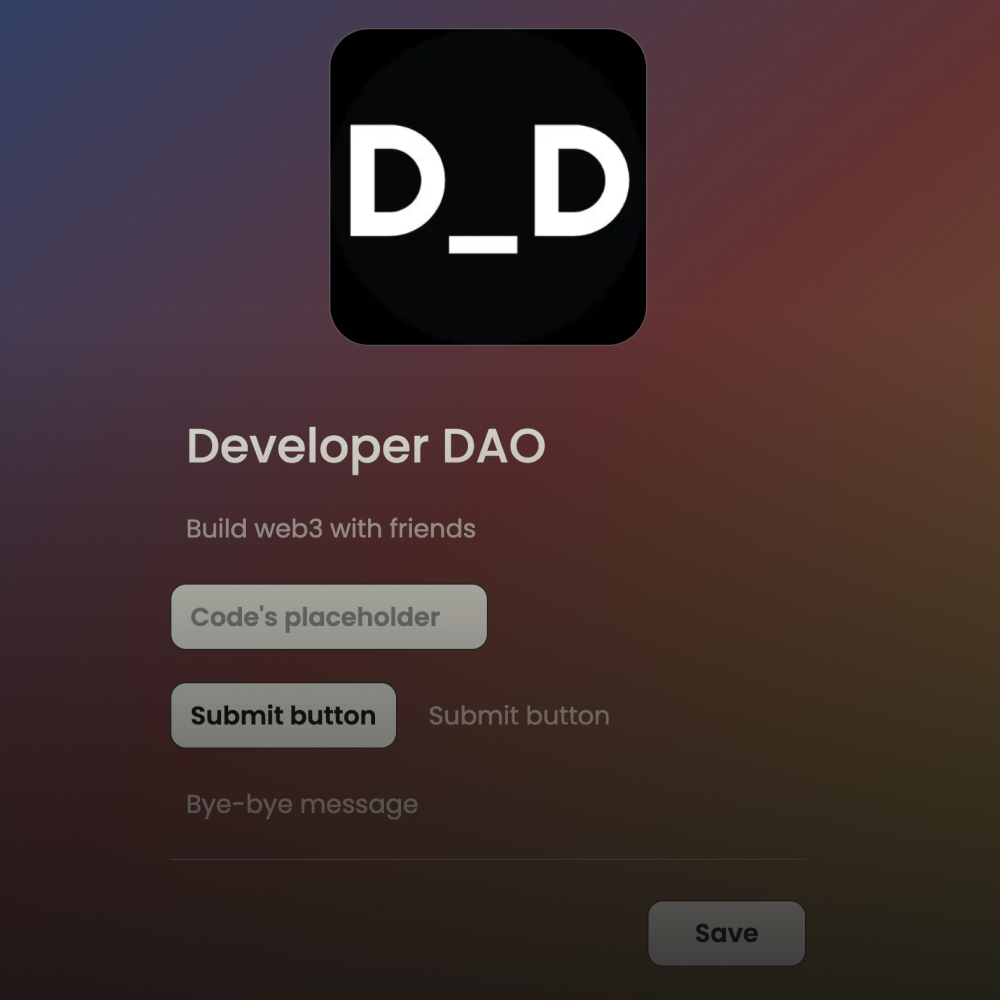 D_D
Developer DAO
Build web3 with friends
Code's placeholder
Submit button Submit button
Bye-bye message
Save